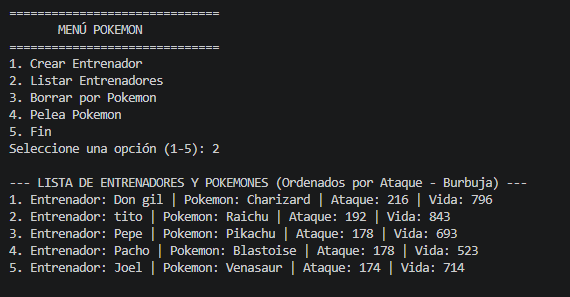 ==============================
MENÚ POKEMON
==============================
1. Crear Entrenador
2. Listar Entrenadores
3. Borrar por Pokemon
4. Pelea Pokemon
5. Fin
Seleccione una opción (1-5): 2
--- LISTA DE ENTRENADORES Y POKEMONES (Ordenados por Ataque - Burbuja) ---
1. Entrenador: Don gil | Pokemon: Charizard | Ataque: 216 | Vida: 796
2. Entrenador: tito | Pokemon: Raichu | Ataque: 192 | Vida: 843
3. Entrenador: Pepe | Pokemon: Pikachu | Ataque: 178 | Vida: 693
4. Entrenador: Pacho | Pokemon: Blastoise | Ataque: 178 | Vida: 523
5. Entrenador: Joel | Pokemon: Venasaur | Ataque: 174 | Vida: 714